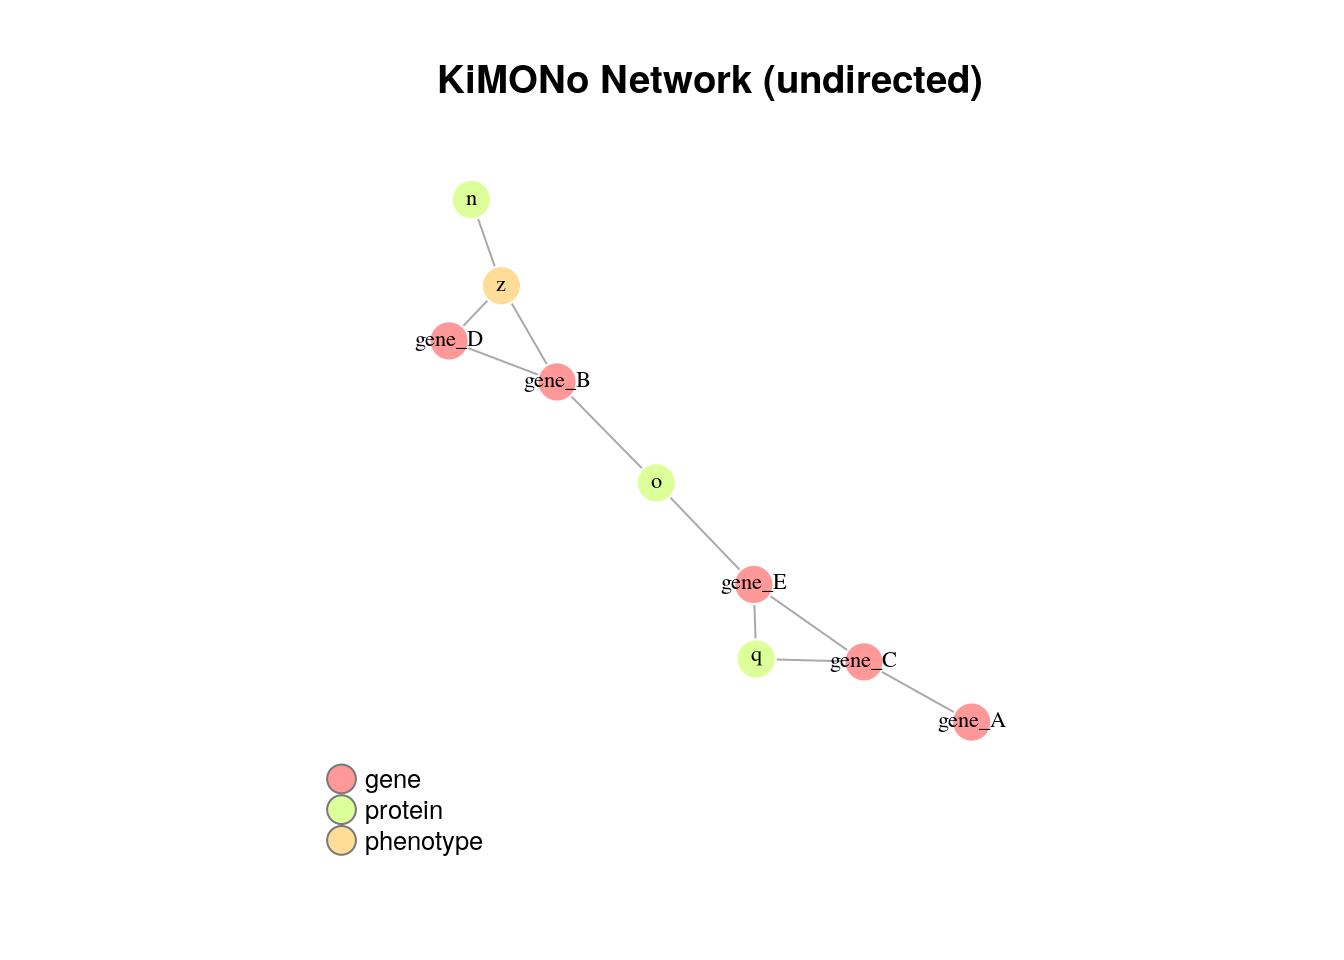 KiMONo Network (undirected)
n
z
gene_D
gene_B
o
gene_E
q
gene_C
gene_A
gene
protein
phenotype